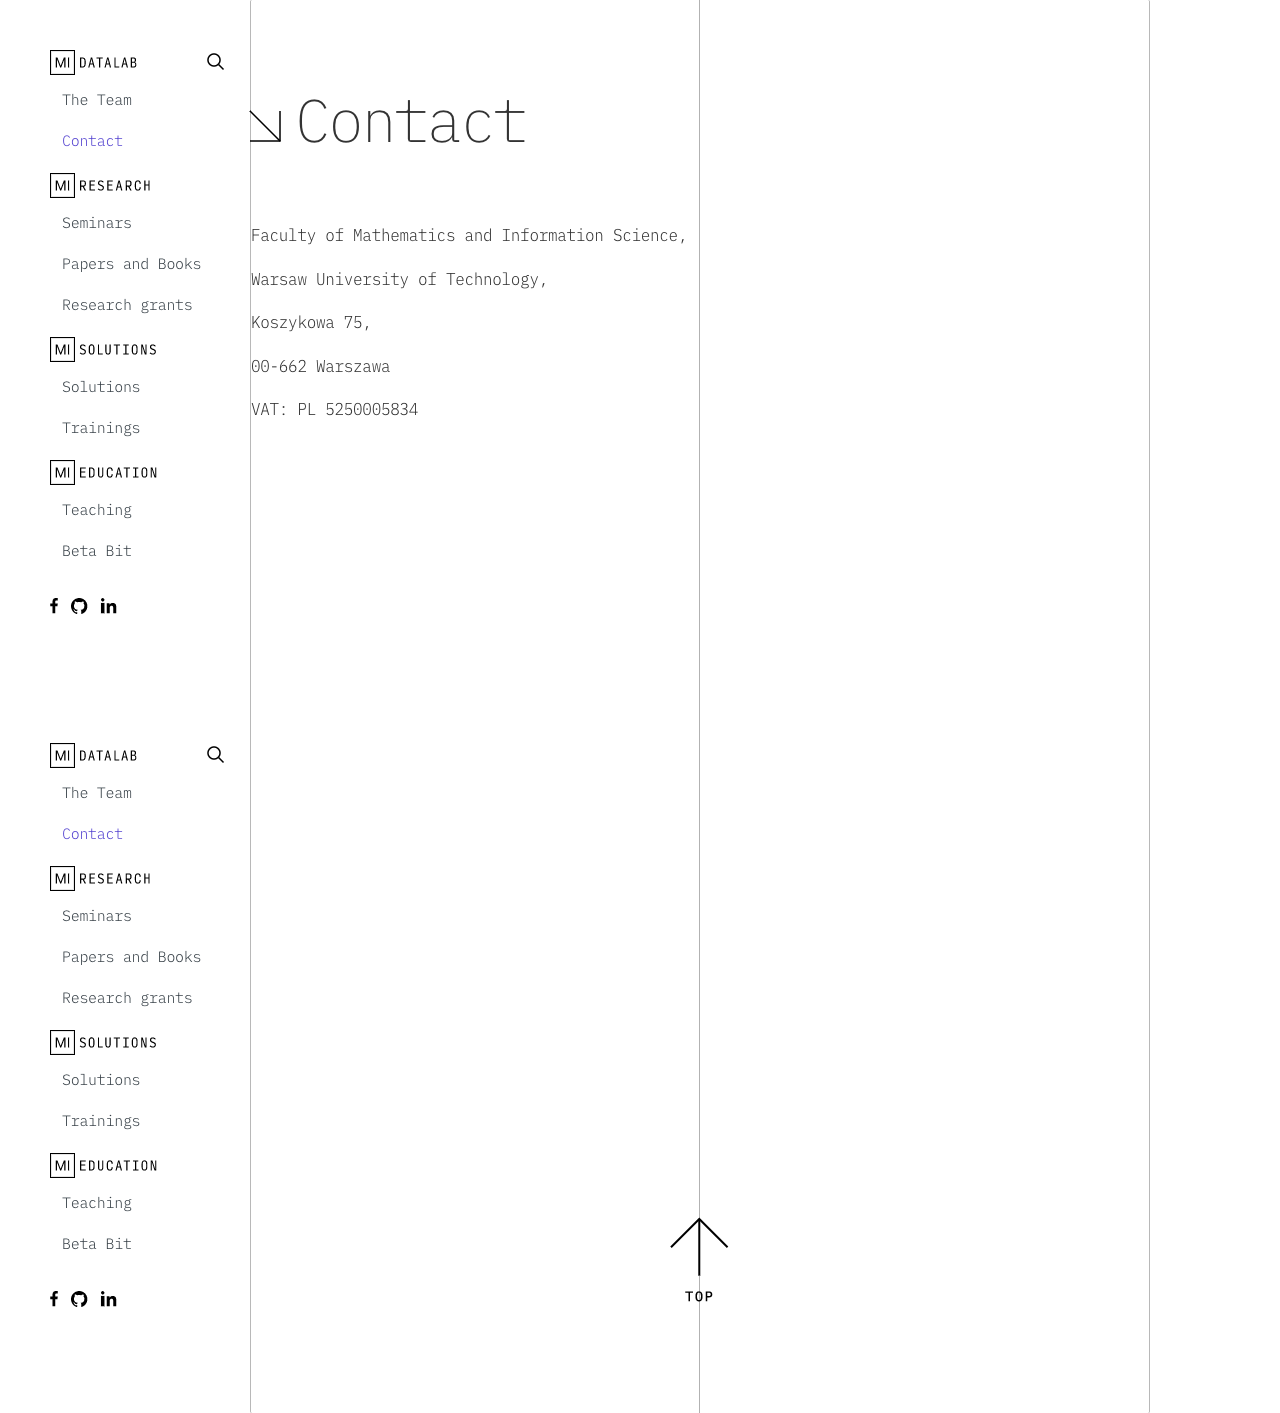 MI DATALAB
The Team
Contact
MI RESEARCH
Seminars
Papers and Books
Research grants
MI SOLUTIONS
Solutions
Trainings
MI EDUCATION
Teaching
Beta Bit
Contact
Faculty of Mathematics and Information Science,
Warsaw University of Technology,
Koszykowa 75,
00-662 Warszawa
VAT: PL 5250005834
MI DATALAB
The Team
Contact
MI RESEARCH
Seminars
Papers and Books
Research grants
MI SOLUTIONS
Solutions
Trainings
MI EDUCATION
Teaching
Beta Bit
TOP